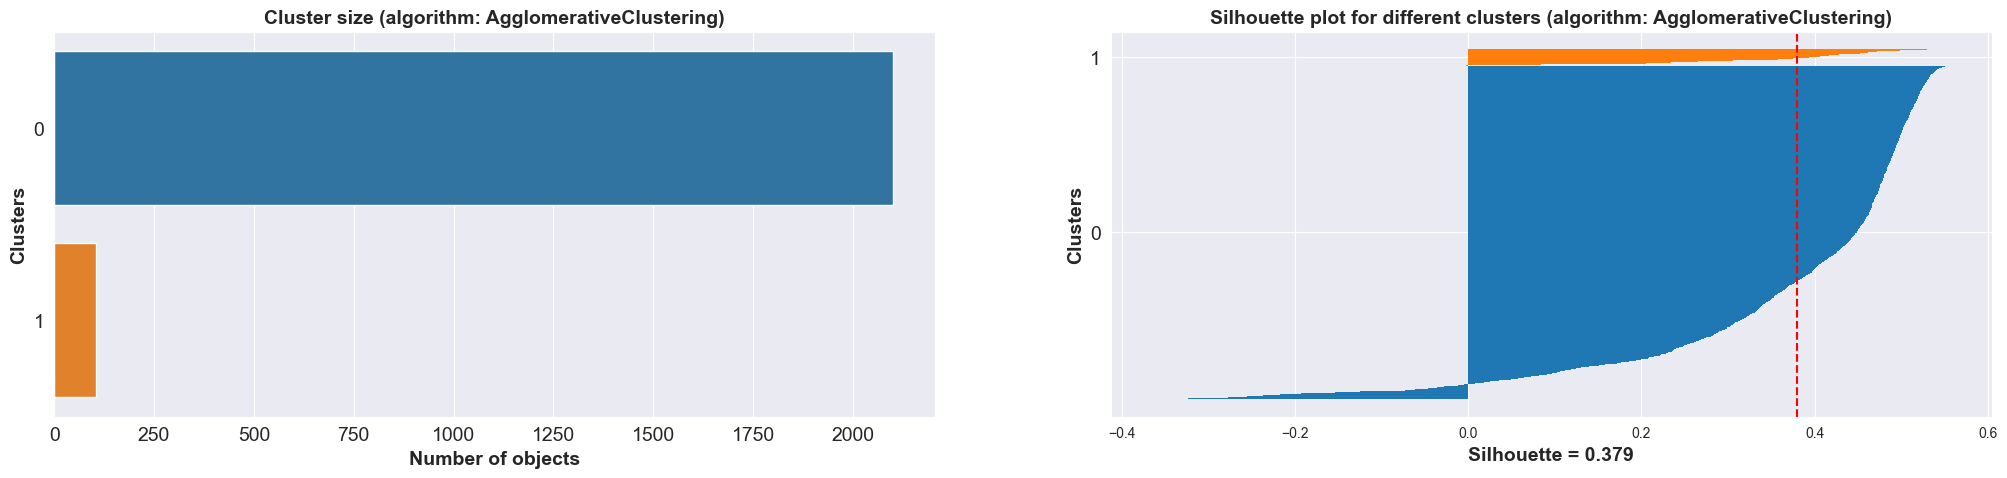 Cluster size (algorithm: AgglomerativeClustering)
Clusters
0
1
0 250 500 750 1000 1250 1500 1750 2000
Number of objects
Silhouette plot for different clusters (algorithm: AgglomerativeClustering)
Clusters
1
0
−0.4 −0.2 0.0 0.2 0.4 0.6
Silhouette = 0.379